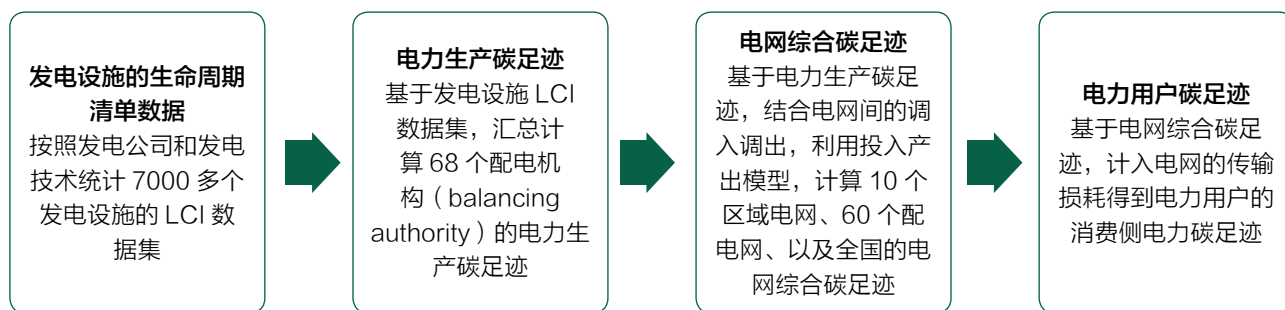 发电设施的生命周期
清单数据
按照发电公司和发电
技术统计 7000 多个
发电设施的 LCI 数
据集
电力生产碳足迹
基于发电设施 LCI
数据集，汇总计
算 68 个配电机
构（balancing
authority）的电力生
产碳足迹
电网综合碳足迹
基于电力生产碳足
迹，结合电网间的调
入调出，利用投入产
出模型，计算 10 个
区域电网、60 个配
电网、以及全国的电
网综合碳足迹
电力用户碳足迹
基于电网综合碳足
迹，计入电网的传输
损耗得到电力用户的
消费侧电力碳足迹